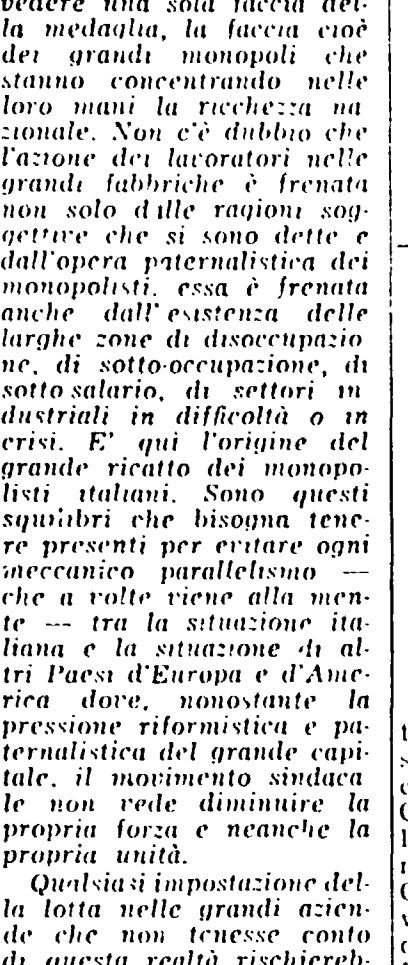 vedere una sola faccia del-
la medaglia, la faccia cioè
dei grandi monopoli che
stanno concentrando nelle
loro mani la ricchezza na
zionale. Non c'è dubbio che
l'azione dei lavoratori nelle
grandi fabbriche è frenata
non solo dalle ragioni sog-
gettive che si sono dette e
dall'opera paternalistica dei
monopolisti. essa è frenata
anche dall'esistenza delle
larghe zone di disoccupazio
ne, di sotto-occupazione, di
sotto salario, di settori in
dustriali in difficoltà o in
crisi. E' qui l'origine del
grande ricatto dei monopo-
listi italiani. Sono questi
squilibri che bisogna tene-
re presenti per evitare ogni
meccanico parallelismo —
che a volte viene alla men-
te — tra la situazione ita-
liana e la situazione di al-
tri Paesi d'Europa e d'Ame-
rica dove, nonostante la
pressione riformistica e pa-
ternalistica del grande capi-
tale. il movimento sindaca
le non vede diminuire la
propria forza e neanche la
propria unità.
Qualsiasi impostazione del-
la lotta nelle grandi azien-
de che non tenesse conto
di questa realtà rischiereb-